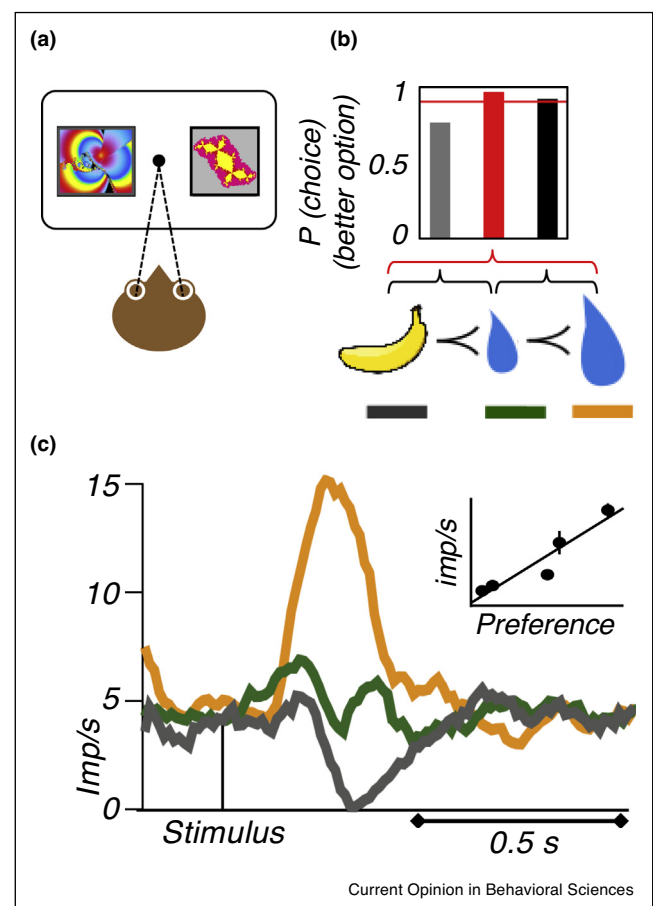 (a)
(b)
P (choice)
(better option)
1
0.5
0
(c)
15
10
5
0
Imp/s
imp/s
Preference
Stimulus
0.5 s
Current Opinion in Behavioral Sciences